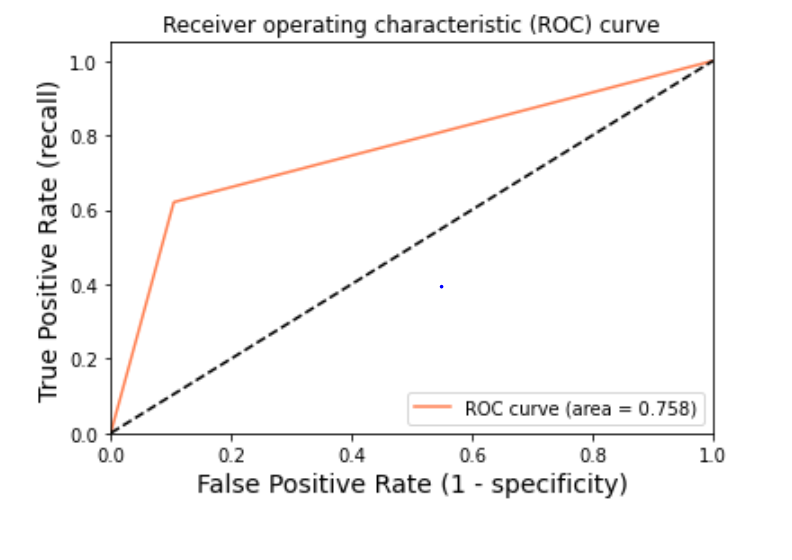 Receiver operating characteristic (ROC) curve
True Positive Rate (recall)
1.0
0.8
0.6
0.4
0.2
0.0
ROC curve (area = 0.758)
0.0 0.2 0.4 0.6 0.8 1.0
False Positive Rate (1 - specificity)